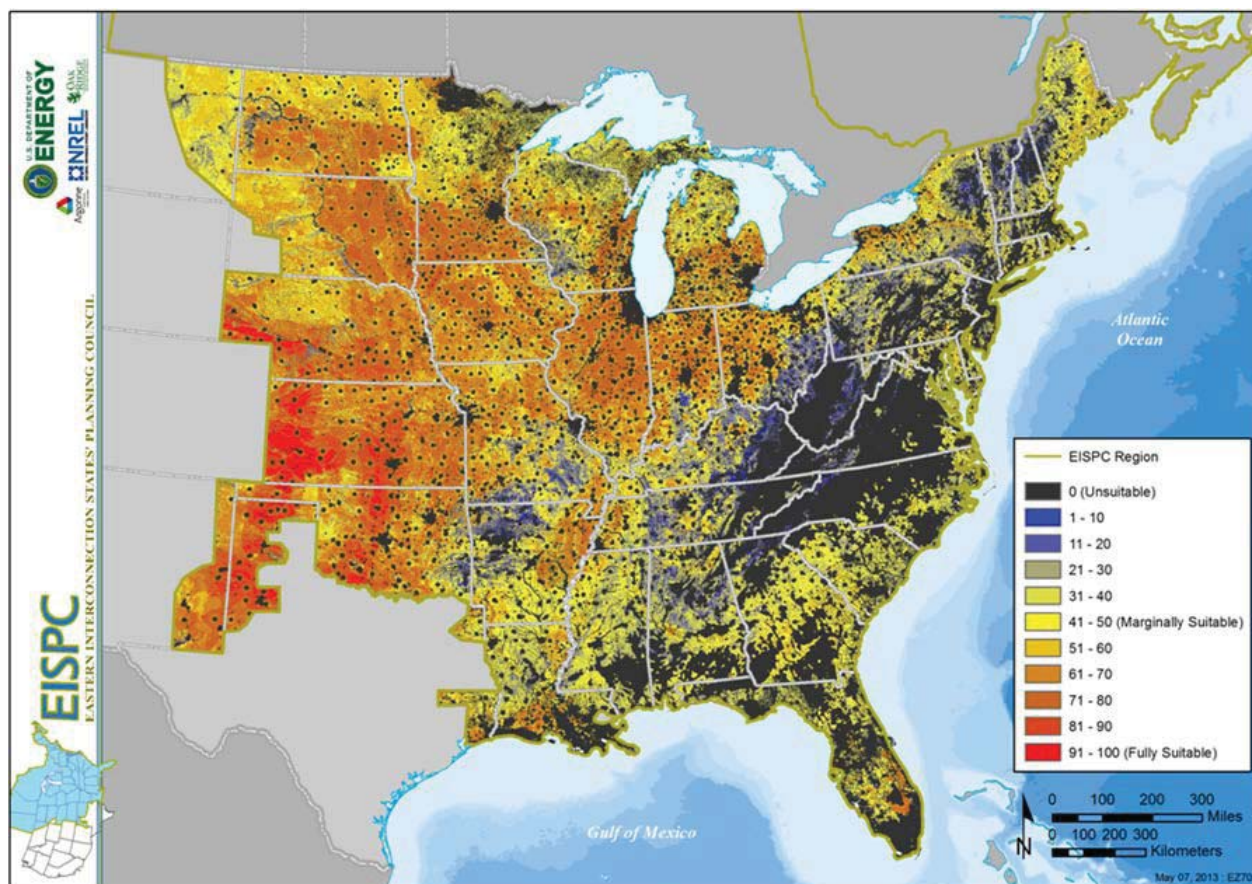 U.S. DEPARTMENT OF
ENERGY
OAK
RIDGE
NREL
Argonne
EISPC
EASTERN INTERCONNECTION STATES' PLANNING COUNCIL
Atlantic
Ocean
Gulf of Mexico
EISPC Region
0 (Unsuitable)
1 - 10
11 - 20
21 - 30
31 - 40
41 - 50 (Marginally Suitable)
51 - 60
61 - 70
71 - 80
81 - 90
91 - 100 (Fully Suitable)
0 100 200 300
Miles
0 100 200 300
Kilometers
N
May 07, 2013 : EZ70